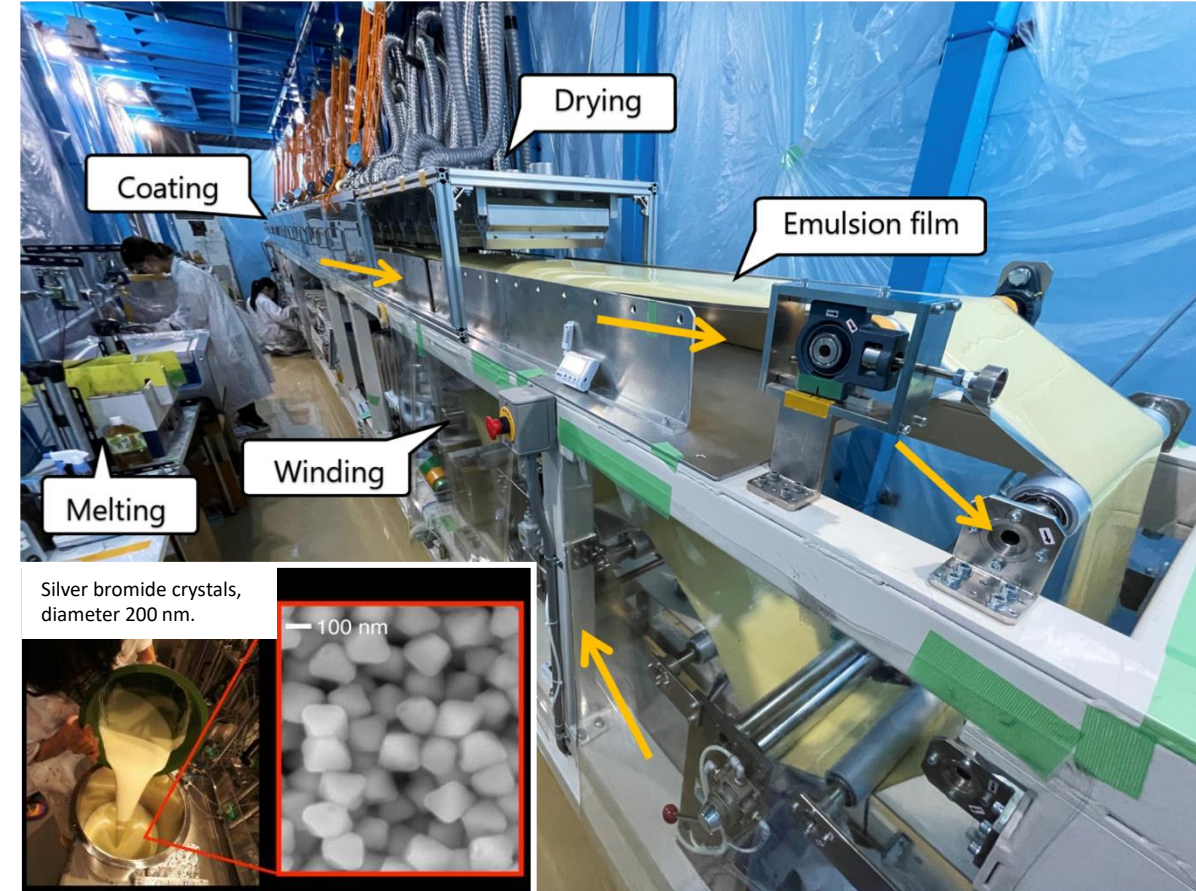 Drying
Coating
Emulsion film
Winding
Melting
Silver bromide crystals,
diameter 200 nm.
100 nm